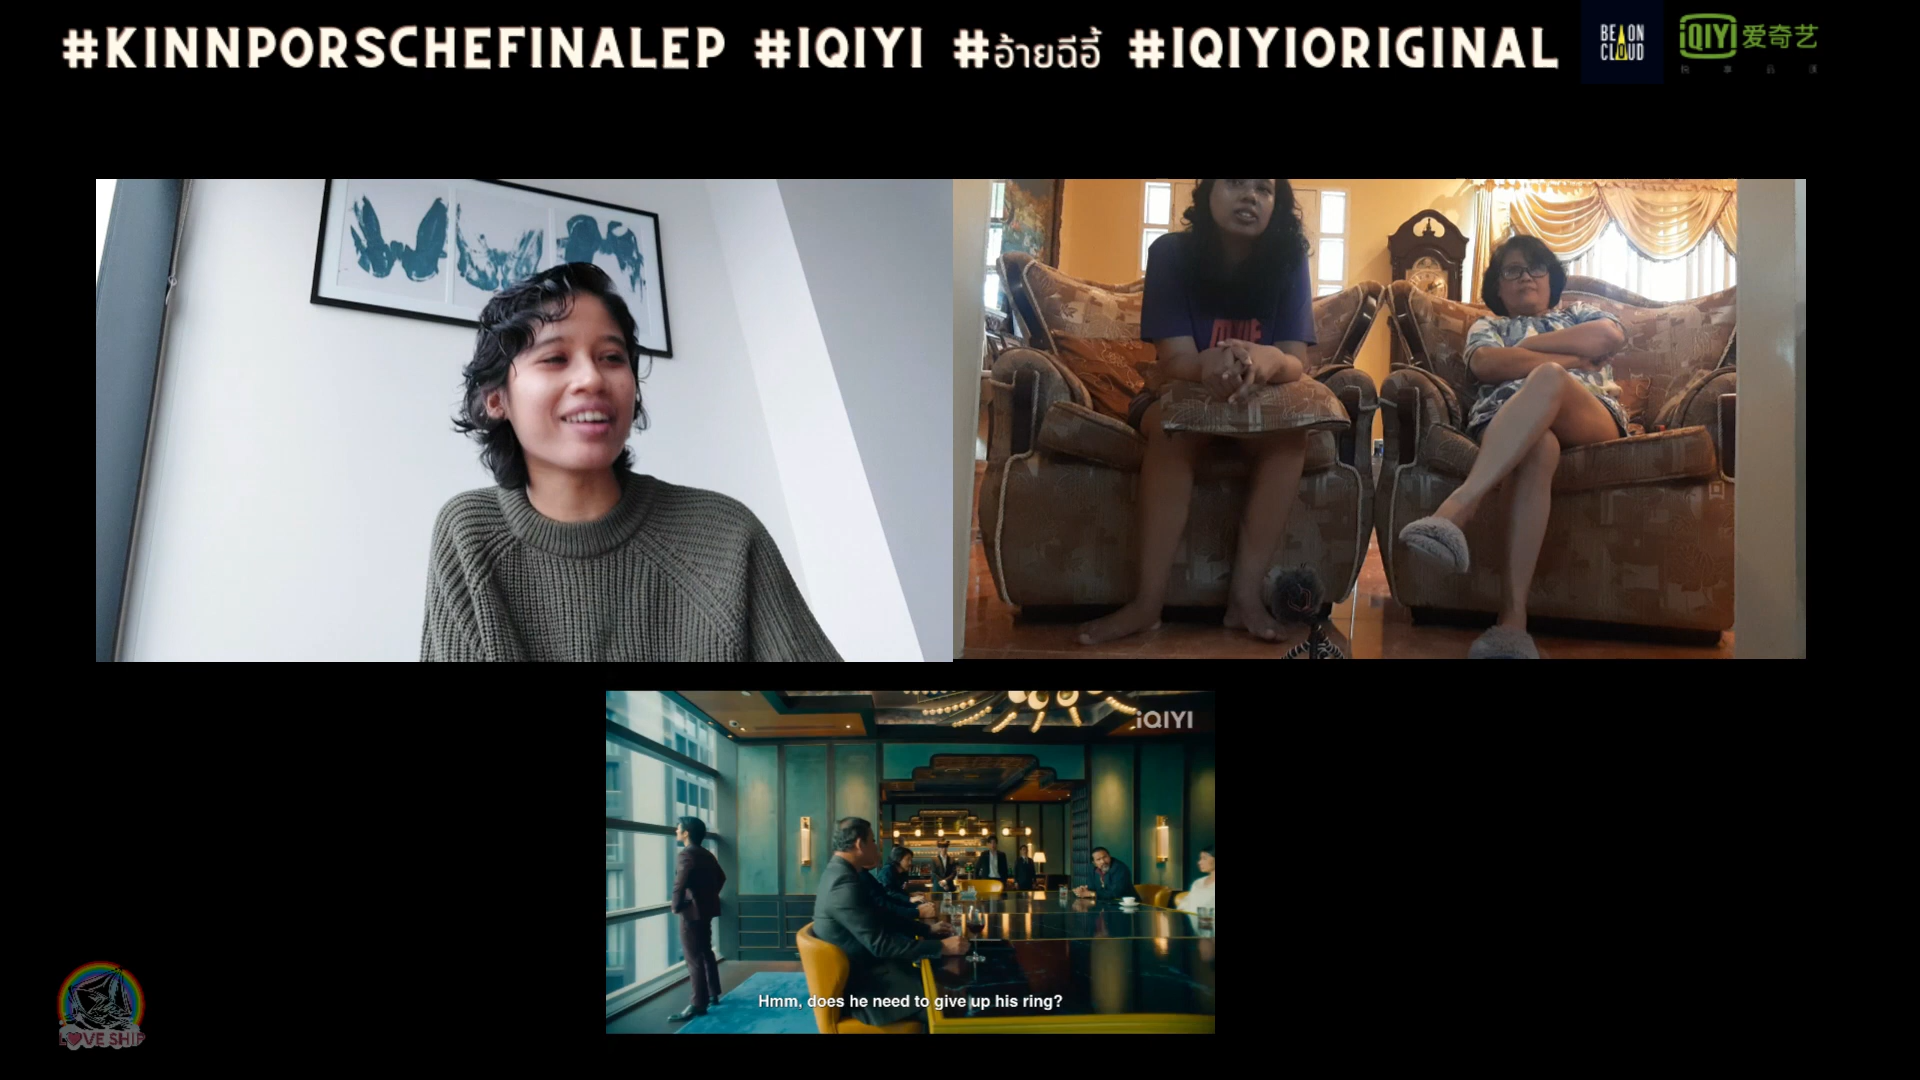 #KINNPORSCHEFINALEP #IQIYI #อ้ายฉีอี้ #IQIYIORIGINAL
BE ON
CLOUD
iQIYI 爱奇艺
iQIYI
Hmm, does he need to give up his ring?
LOVE SHIP